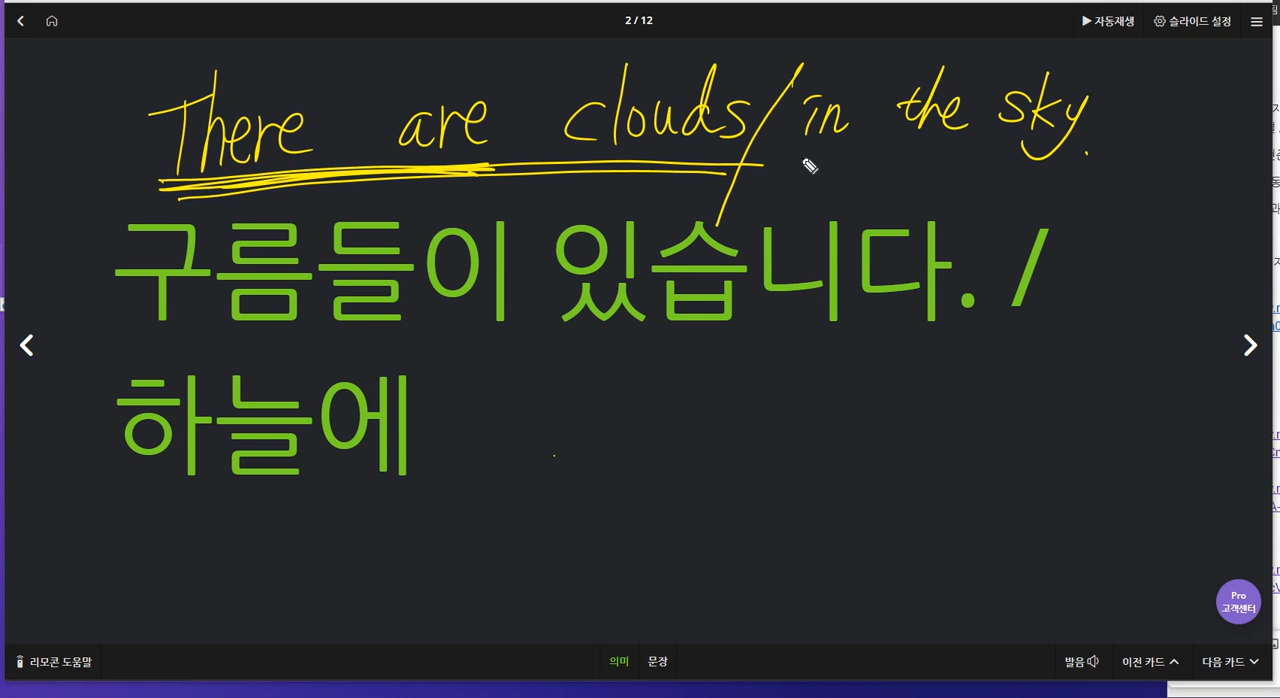 2 / 12
자동재생
슬라이드 설정
There are clouds / in the sky.
구름들이 있습니다. /
하늘에
Pro
고객센터
리모콘 도움말
의미
문장
발음
이전 카드
다음 카드